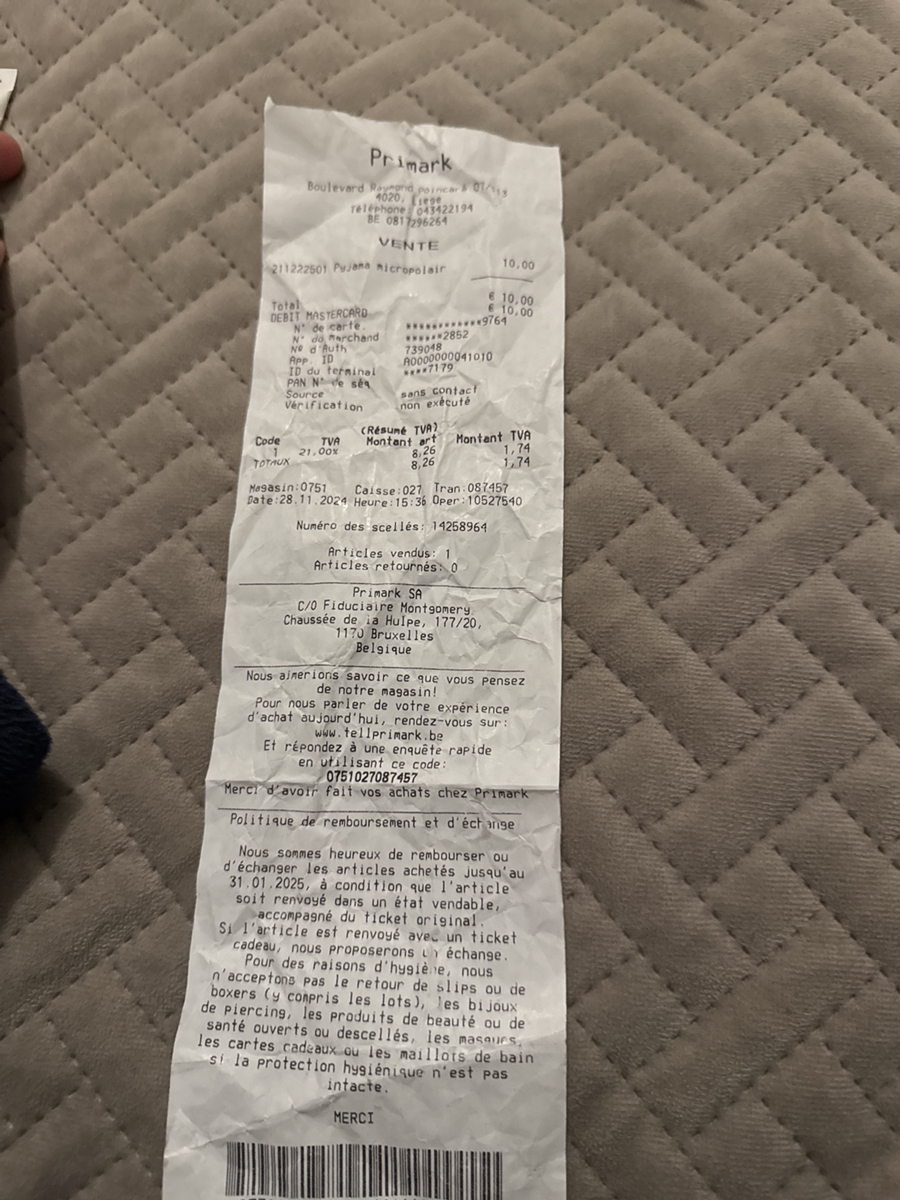 Primark
Boulevard Raymond Poincaré 07/
4020, Liege
Téléphone: 043422194
BE 0817296264
VENTE
211222501 Pyjama micropolair 10,00
Total € 10,00
DEBIT MASTERCARD € 10,00
N° de carte. ************9764
N° du marchand ******2852
Nº d'Auth 739048
App. ID A0000000041010
ID du terminal ****7179
PAN N° de séq
Source sans contact
Vérification non exécuté
(Résumé TVA)
Code TVA Montant art Montant TVA
1 21.00% 8,26 1,74
TOTAUX 8,26 1,74
Magasin:0751 Caisse:027 Tran:087457
Date:28.11.2024 Heure:15:36 Oper:10527540
Numéro des scellés: 14258964
Articles vendus: 1
Articles retournés: 0
Primark SA
C/O Fiduciaire Montgomery,
Chaussée de la Hulpe, 177/20,
1170 Bruxelles
Belgique
Nous aimerions savoir ce que vous pensez
de notre magasin!
Pour nous parler de votre expérience
d'achat aujourd'hui, rendez-vous sur:
www.tellprimark.be
Et répondez à une enquête rapide
en utilisant ce code:
0751027087457
Merci d'avoir fait vos achats chez Primark
Politique de remboursement et d'échange
Nous sommes heureux de rembourser ou
d'échanger les articles achetés jusqu'au
31.01.2025, à condition que l'article
soit renvoyé dans un état vendable,
accompagné du ticket original.
Si l'article est renvoyé avec un ticket
cadeau, nous proposerons un échange.
Pour des raisons d'hygiène, nous
n'acceptons pas le retour de slips ou de
boxers (y compris les lots), les bijoux
de piercing, les produits de beauté ou de
santé ouverts ou descellés, les masques,
les cartes cadeaux ou les maillots de bain
si la protection hygiénique n'est pas
intacte.
MERCI